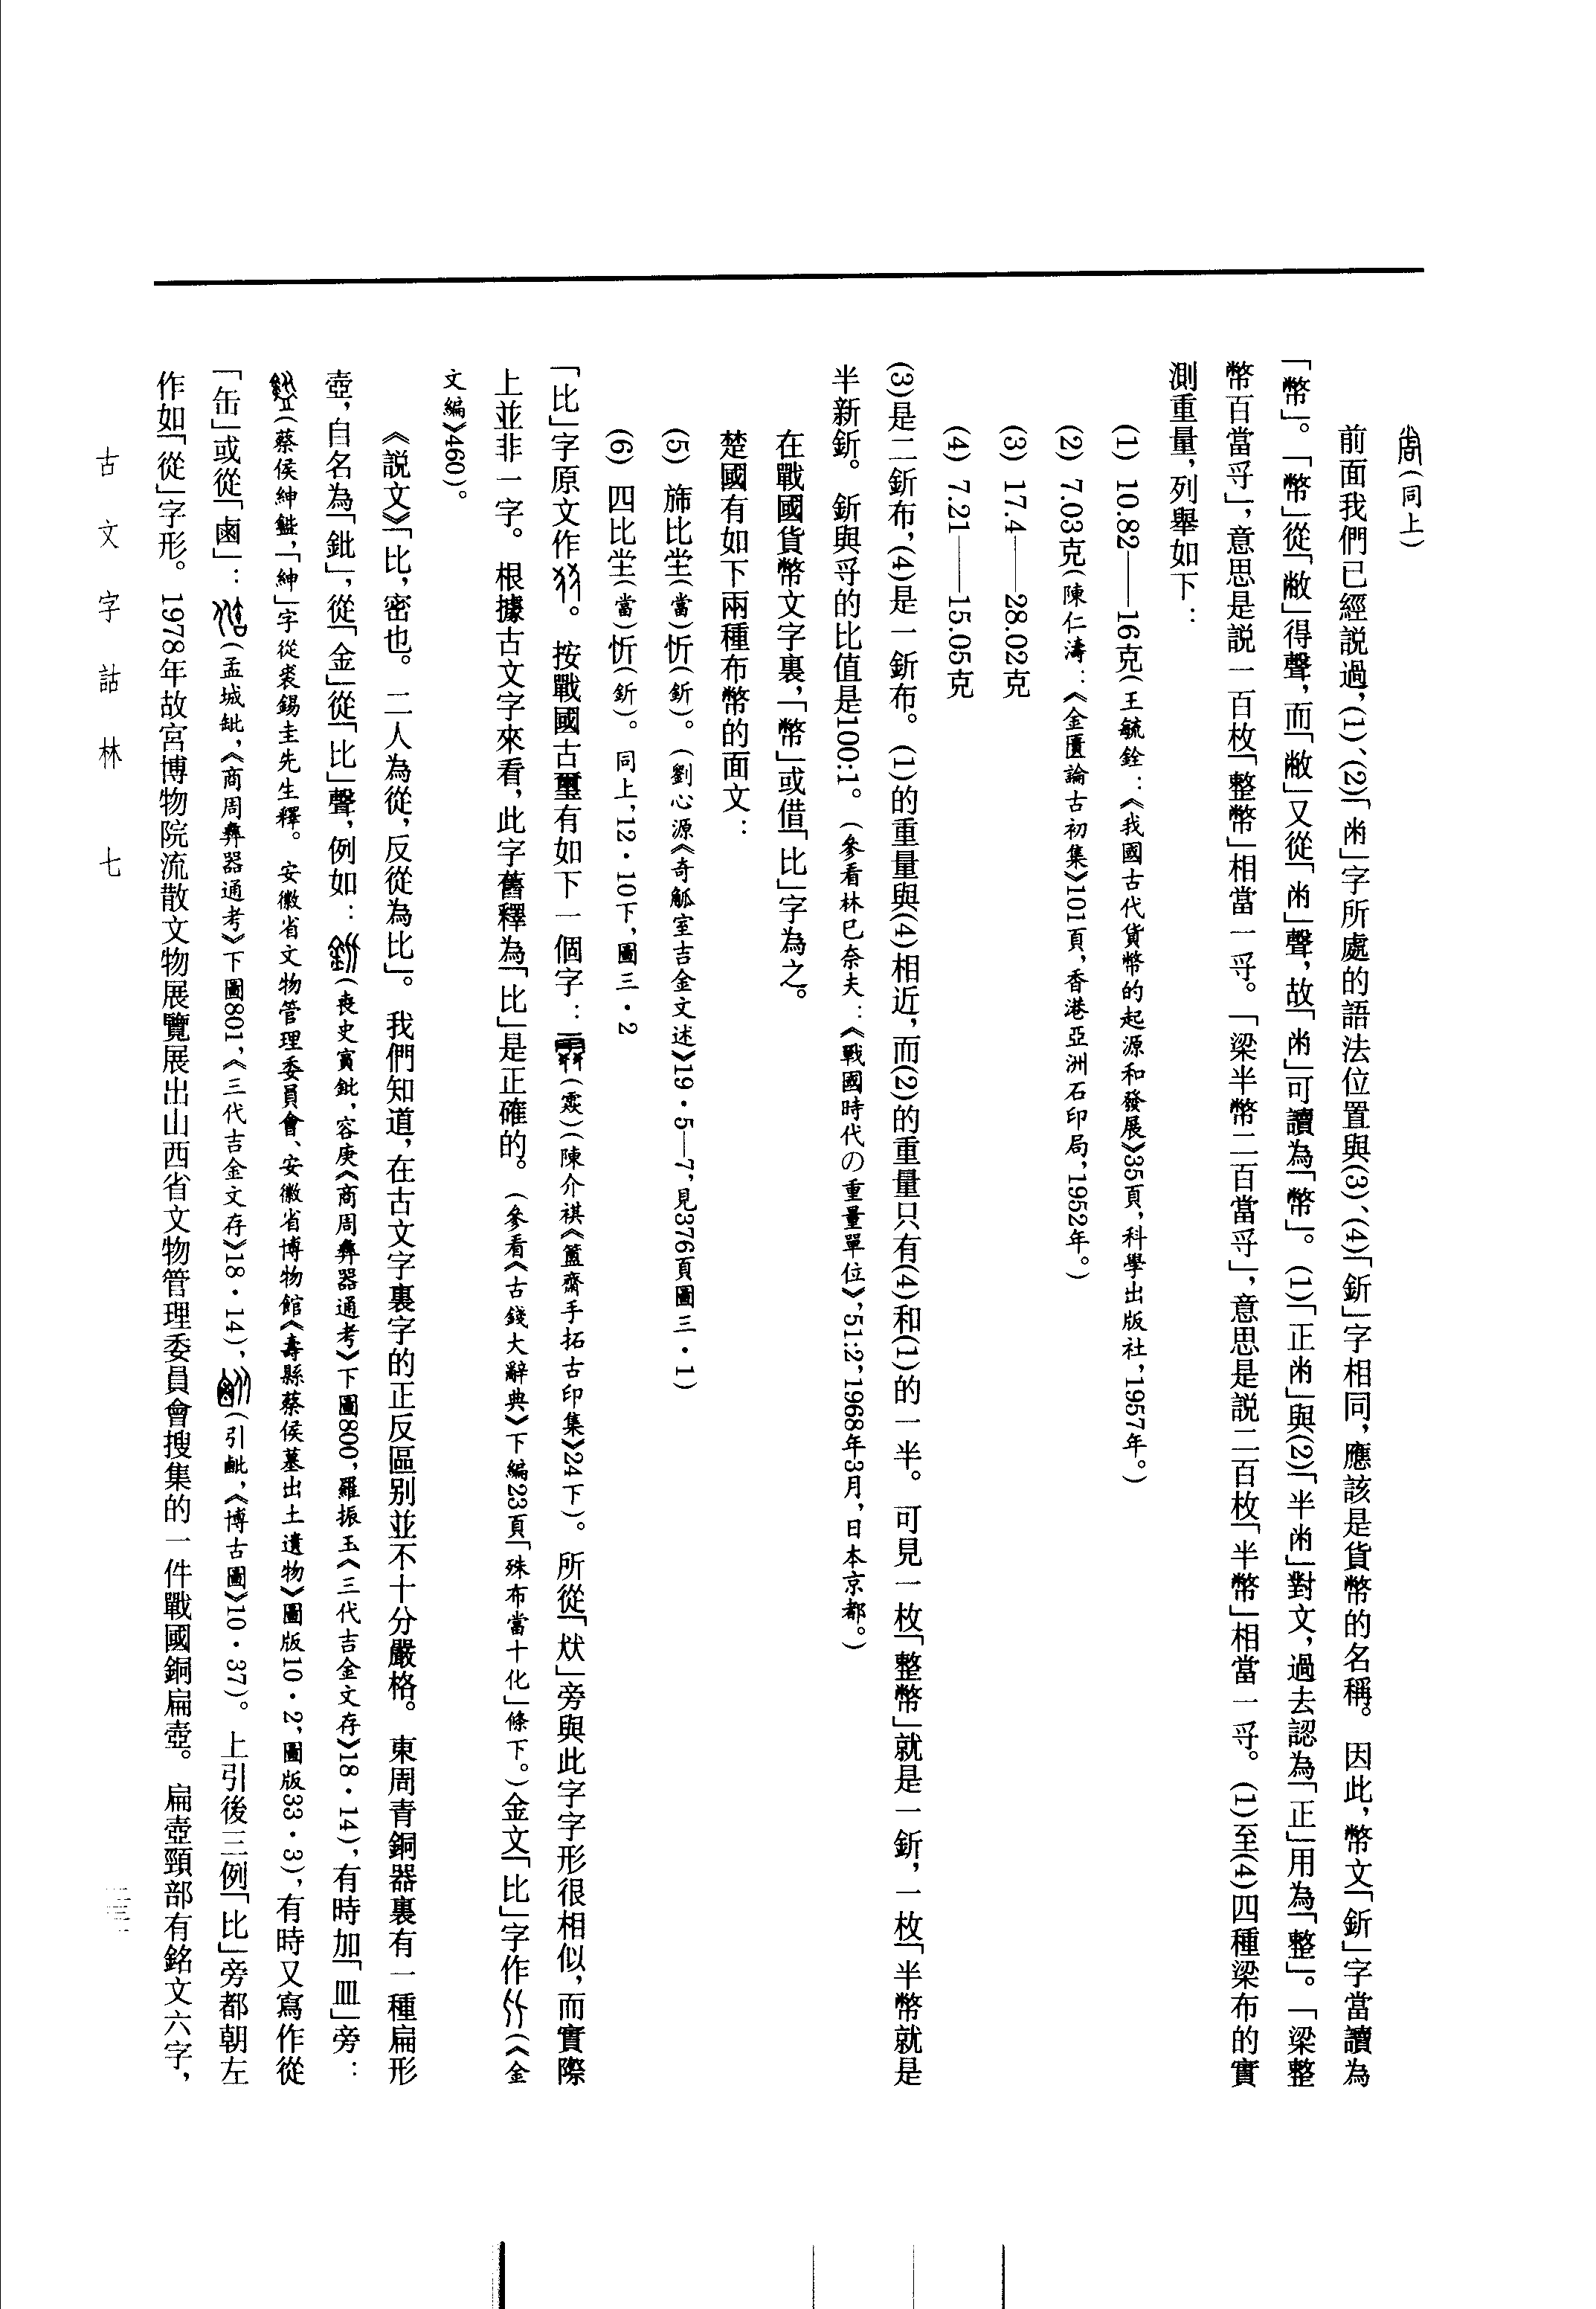 (同上)
前面我們已經説過,(1)、(2)「㡀」字所處的語法位置與(3)、(4)「釿」字相同,應該是貨幣的名稱。因此,幣文「釿」字當讀為
「幣」。「幣」從「敝」得聲,而「敝」又從「㡀」聲,故「㡀」可讀為「幣」。(1)「正㡀」與(2)「半㡀」對文,過去認為「正」用為「整」。「梁整
幣百當寽」,意思是説一百枚「整幣」相當一寽。「梁半幣二百當寽」,意思是説二百枚「半幣」相當一寽。(1)至(4)四種梁布的實
測重量,列舉如下:
(1) 10.82——16克(王毓銓:《我國古代貨幣的起源和發展》35頁,科學出版社,1957年。)
(2) 7.03克(陳仁濤:《金匱論古初集》101頁,香港亞洲石印局,1952年。)
(3) 17.4——28.02克
(4) 7.21——15.05克
(3)是二釿布,(4)是一釿布。(1)的重量與(4)相近,而(2)的重量只有(4)和(1)的一半。可見一枚「整幣」就是一釿,一枚「半幣就是
半新釿。釿與寽的比值是100:1。(參看林巳奈夫:《戰國時代の重量單位》,51:2,1968年3月,日本京都。)
在戰國貨幣文字裏,「幣」或借「比」字為之。
楚國有如下兩種布幣的面文:
(5) 旆比坣(當)忻(釿)。(劉心源《奇觚室吉金文述》19·5—7,見376頁圖三·1)
(6) 四比坣(當)忻(釿)。同上,12·10下,圖三·2
「比」字原文作。按戰國古璽有如下一個字:(䨋)(陳介祺《簠齋手拓古印集》24下)。所從「㚘」旁與此字字形很相似,而實際
上並非一字。根據古文字來看,此字舊釋為「比」是正確的。(參看《古錢大辭典》下編23頁「殊布當十化」條下。)金文「比」字作(《金
文編》460)。
《説文》「比,密也。二人為從,反從為比」。我們知道,在古文字裏字的正反區别並不十分嚴格。東周青銅器裏有一種扁形
壺,自名為「鈚」,從「金」從「比」聲,例如:(喪史㝨鈚,容庚《商周彝器通考》下圖800,羅振玉《三代吉金文存》18·14),有時加「皿」旁:
(蔡侯紳,「紳」字從裘錫圭先生釋。安徽省文物管理委員會、安徽省博物館《壽縣蔡侯墓出土遺物》圖版10·2,圖版33·3),有時又寫作從
「缶」或從「鹵」:(孟城,《商周彝器通考》下圖801,《三代吉金文存》18·14),(引,《博古圖》10·37)。上引後三例「比」旁都朝左
作如「從」字形。1978年故宮博物院流散文物展覽展出山西省文物管理委員會搜集的一件戰國銅扁壺。扁壺頸部有銘文六字,
古文字詁林 七